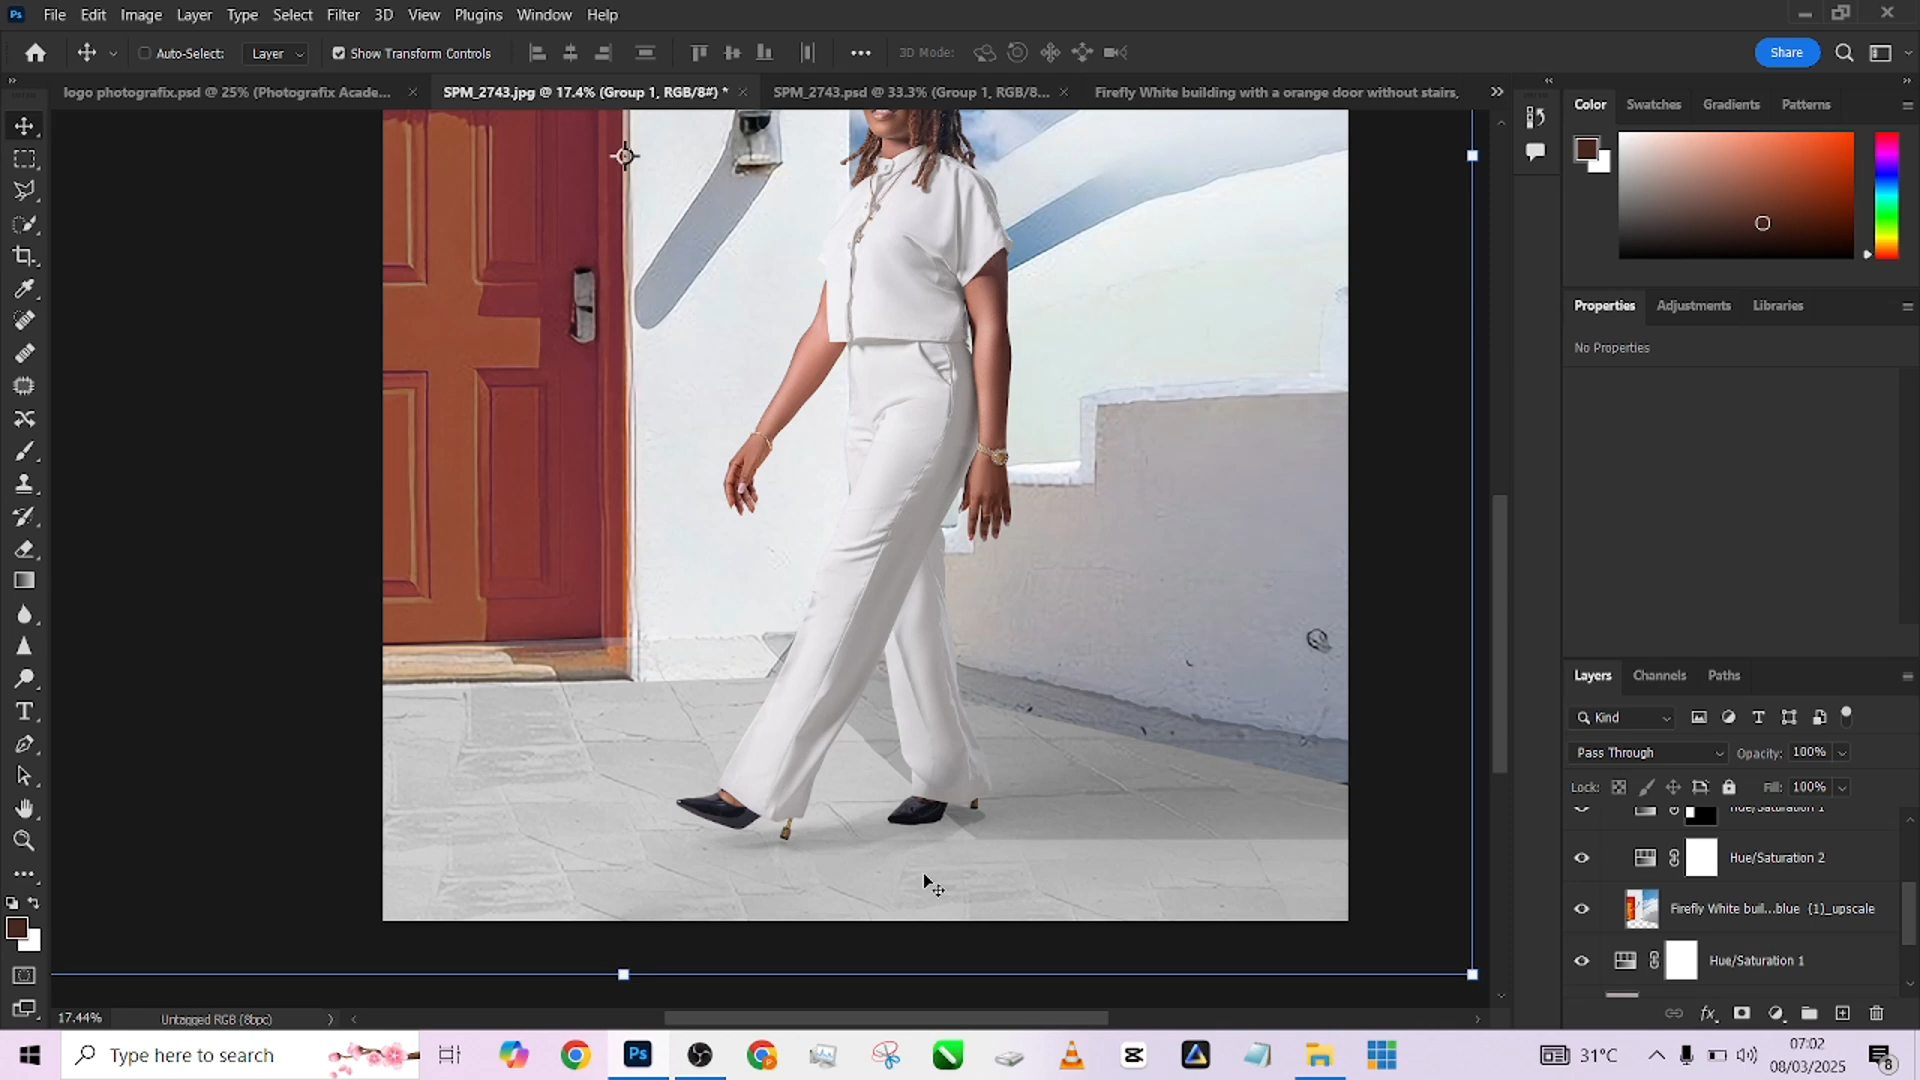 File Edit Image Layer Type Select Filter 3D View Plugins Window Help
Auto-Select: Layer Show Transform Controls 3D Mode: Share
logo photografix.psd @ 25% (Photografix Acade... SPM_2743.jpg @ 17.4% (Group 1, RGB/8#) * SPM_2743.psd @ 33.3% (Group 1, RGB/8... Firefly White building with a orange door without stairs,
Color Swatches Gradients Patterns
Properties Adjustments Libraries
No Properties
Layers Channels Paths
Kind
Pass Through Opacity: 100%
Lock: Fill: 100%
Hue/Saturation 1
Hue/Saturation 2
Firefly White buil...blue (1)_upscale
Hue/Saturation 1
17.44% Untagged RGB (8bpc)
Type here to search
31°C
07:02
08/03/2025
8